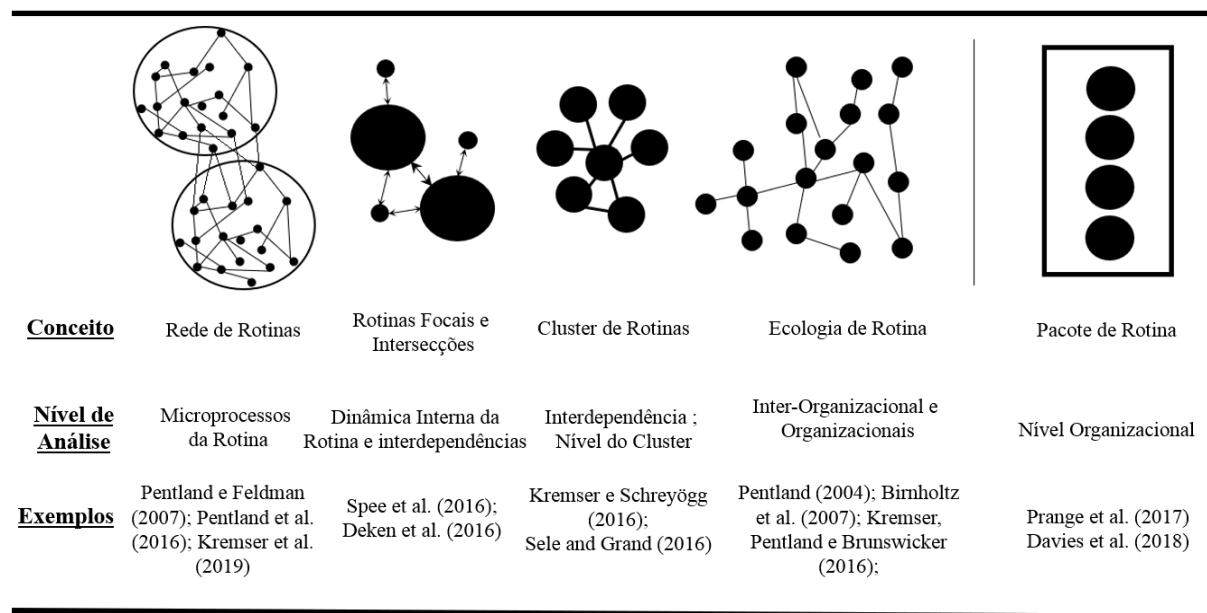 Conceito
Rede de Rotinas
Rotinas Focais e
Intersecções
Cluster de Rotinas
Ecologia de Rotina
Pacote de Rotina
Nível de
Análise
Microprocessos
da Rotina
Dinâmica Interna da
Rotina e interdependências
Interdependência ;
Nível do Cluster
Inter-Organizacional e
Organizacionais
Nível Organizacional
Exemplos
Pentland e Feldman
(2007); Pentland et al.
(2016); Kremser et al.
(2019)
Spee et al. (2016);
Deken et al. (2016)
Kremser e Schreyögg
(2016);
Sele and Grand (2016)
Pentland (2004); Birnholtz
et al. (2007); Kremser,
Pentland e Brunswicker
(2016);
Prange et al. (2017)
Davies et al. (2018)